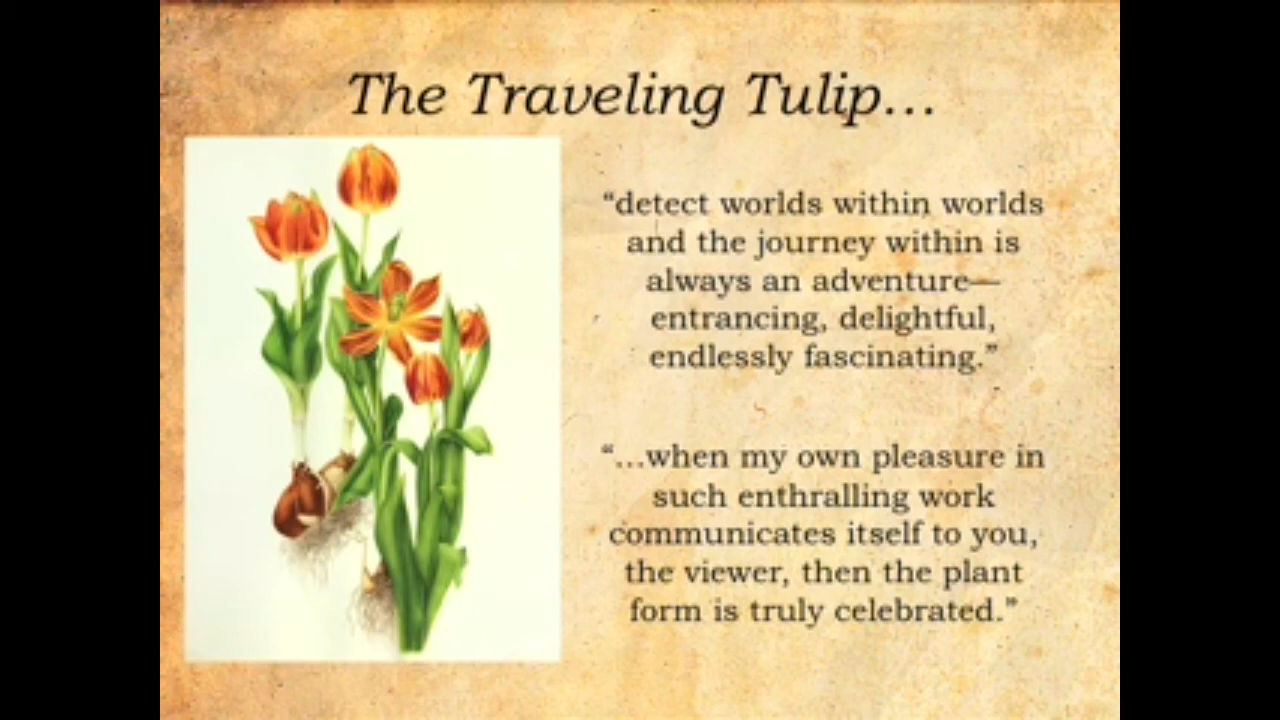 The Traveling Tulip...
“detect worlds within worlds
and the journey within is
always an adventure—
entrancing, delightful,
endlessly fascinating.”
“...when my own pleasure in
such enthralling work
communicates itself to you,
the viewer, then the plant
form is truly celebrated.”